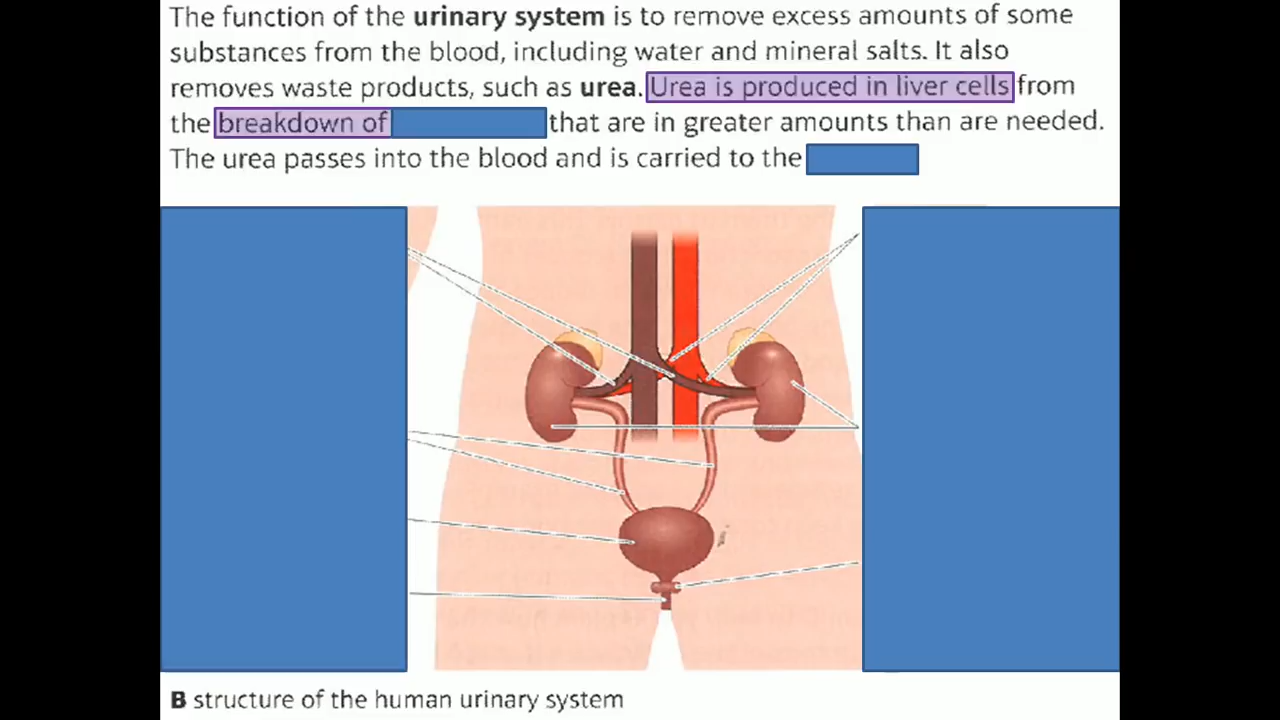 The function of the urinary system is to remove excess amounts of some
substances from the blood, including water and mineral salts. It also
removes waste products, such as urea. Urea is produced in liver cells from
the breakdown of that are in greater amounts than are needed.
The urea passes into the blood and is carried to the
B structure of the human urinary system